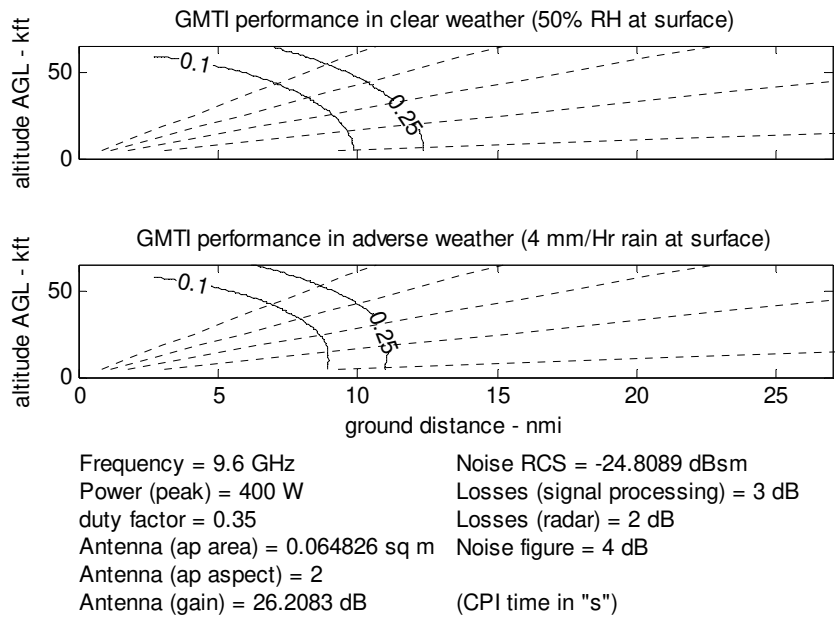 GMTI performance in clear weather (50% RH at surface)
altitude AGL - kft
50
0
0.1
0.25
GMTI performance in adverse weather (4 mm/Hr rain at surface)
altitude AGL - kft
50
0
0.1
0.25
0 5 10 15 20 25
ground distance - nmi
Frequency = 9.6 GHz
Power (peak) = 400 W
duty factor = 0.35
Antenna (ap area) = 0.064826 sq m
Antenna (ap aspect) = 2
Antenna (gain) = 26.2083 dB
Noise RCS = -24.8089 dBsm
Losses (signal processing) = 3 dB
Losses (radar) = 2 dB
Noise figure = 4 dB
(CPI time in "s")